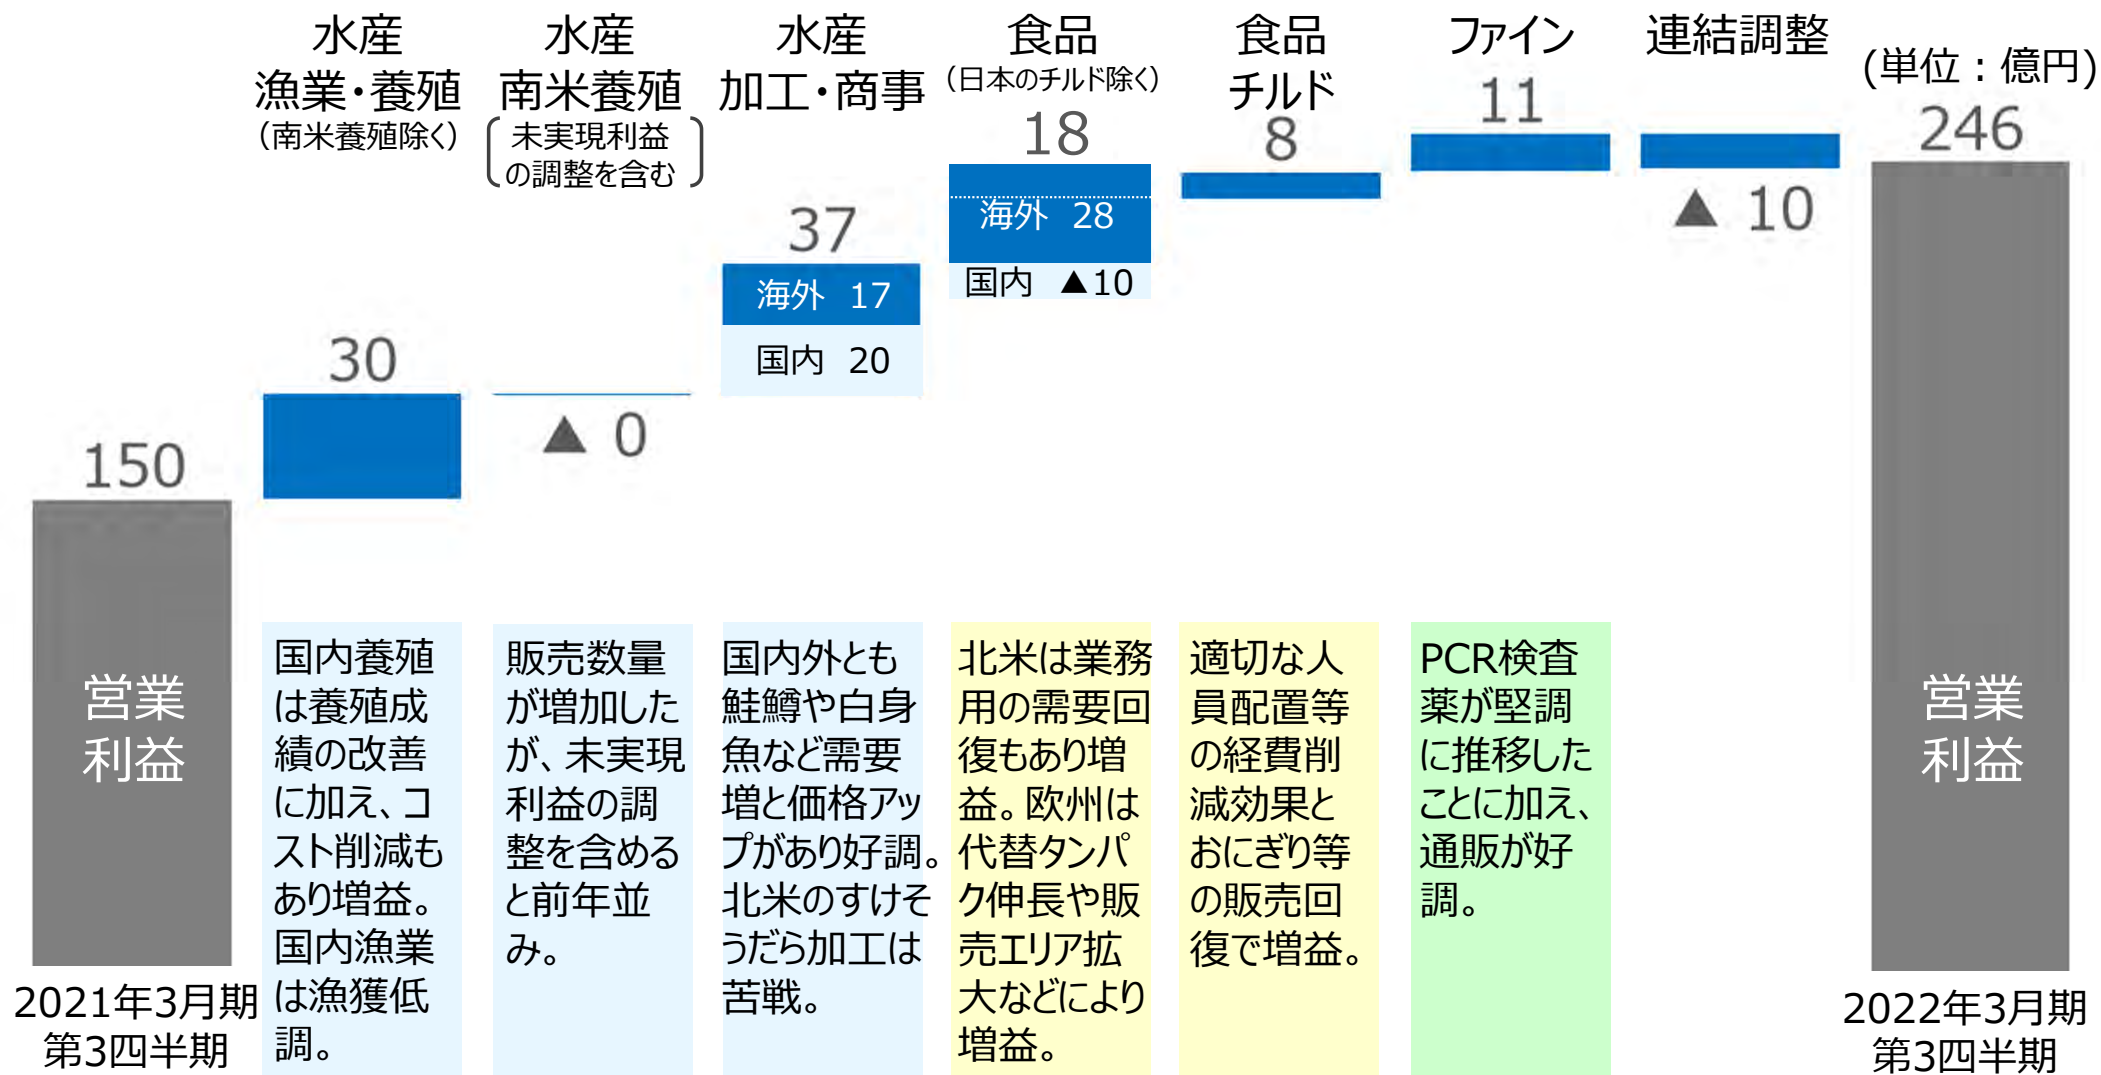 水産
漁業・養殖
（南米養殖除く）
水産
南米養殖
未実現利益
の調整を含む
水産
加工・商事
食品
（日本のチルド除く）
食品
チルド
ファイン
連結調整
(単位：億円)
150
30
▲ 0
37
海外 17
国内 20
18
海外 28
国内 ▲10
8
11
▲ 10
246
営業
利益
2021年3月期
第3四半期
国内養殖
は養殖成
績の改善
に加え、コ
スト削減も
あり増益。
国内漁業
は漁獲低
調。
販売数量
が増加した
が、未実現
利益の調
整を含める
と前年並
み。
国内外とも
鮭鱒や白身
魚など需要
増と価格アッ
プがあり好調。
北米のすけそ
うだら加工は
苦戦。
北米は業務
用の需要回
復もあり増
益。欧州は
代替タンパ
ク伸長や販
売エリア拡
大などにより
増益。
適切な人
員配置等
の経費削
減効果と
おにぎり等
の販売回
復で増益。
PCR検査
薬が堅調
に推移した
ことに加え、
通販が好
調。
営業
利益
2022年3月期
第3四半期